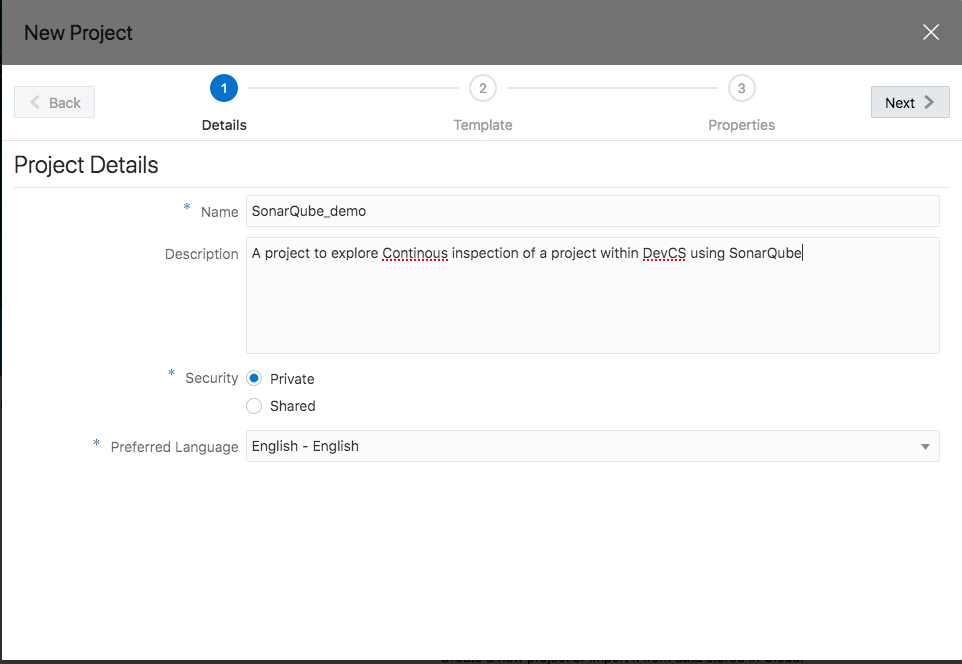 New Project
Back
1
2
3
Next
Details
Template
Properties
Project Details
* Name
SonarQube_demo
Description
A project to explore Continous inspection of a project within DevCS using SonarQube
* Security
Private
Shared
* Preferred Language
English - English